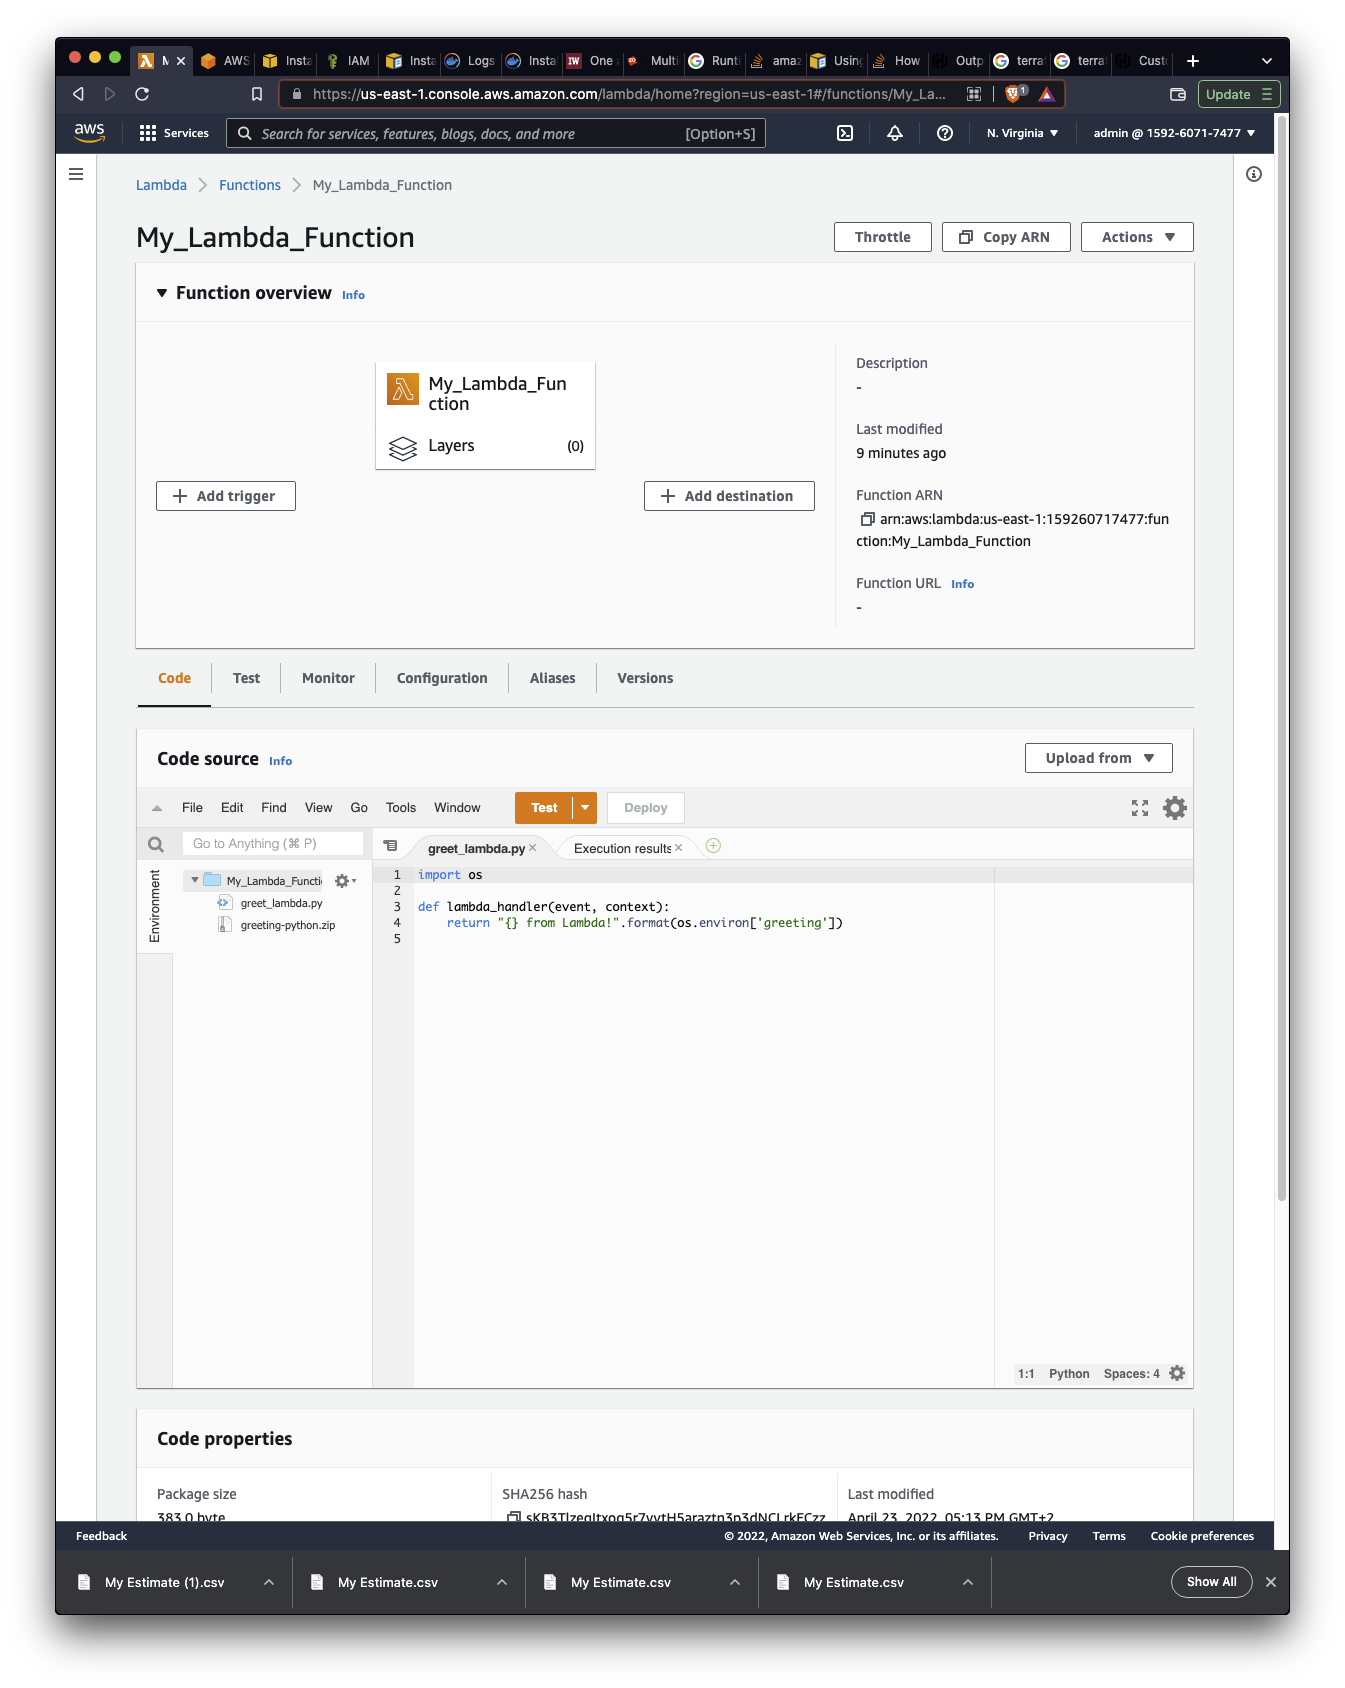 M
AWS
Insta
IAM
Insta
Logs
Insta
IW One
Multi
Runti
amaz
Using
How
Outp
terra
terra
Custo
https://us-east-1.console.aws.amazon.com/lambda/home?region=us-east-1#/functions/My_La...
1
Update
aws
Services
Search for services, features, blogs, docs, and more
[Option+S]
N. Virginia
admin @ 1592-6071-7477
Lambda
Functions
My_Lambda_Function
My_Lambda_Function
Throttle
Copy ARN
Actions
Function overview Info
My_Lambda_Fun
ction
Layers
(0)
Add trigger
Add destination
Description
-
Last modified
9 minutes ago
Function ARN
arn:aws:lambda:us-east-1:159260717477:fun
ction:My_Lambda_Function
Function URL Info
-
Code
Test
Monitor
Configuration
Aliases
Versions
Code source Info
Upload from
File Edit Find View Go Tools Window
Test
Deploy
Go to Anything (⌘ P)
greet_lambda.py
Execution results
Environment
My_Lambda_Functi
greet_lambda.py
greeting-python.zip
1 import os
2
3 def lambda_handler(event, context):
4 return "{} from Lambda!".format(os.environ['greeting'])
5
1:1 Python Spaces: 4
Code properties
Package size
383.0 byte
SHA256 hash
Last modified
April 23, 2022, 05:13 PM GMT+2
Feedback
© 2022, Amazon Web Services, Inc. or its affiliates.
Privacy
Terms
Cookie preferences
My Estimate (1).csv
My Estimate.csv
My Estimate.csv
My Estimate.csv
Show All